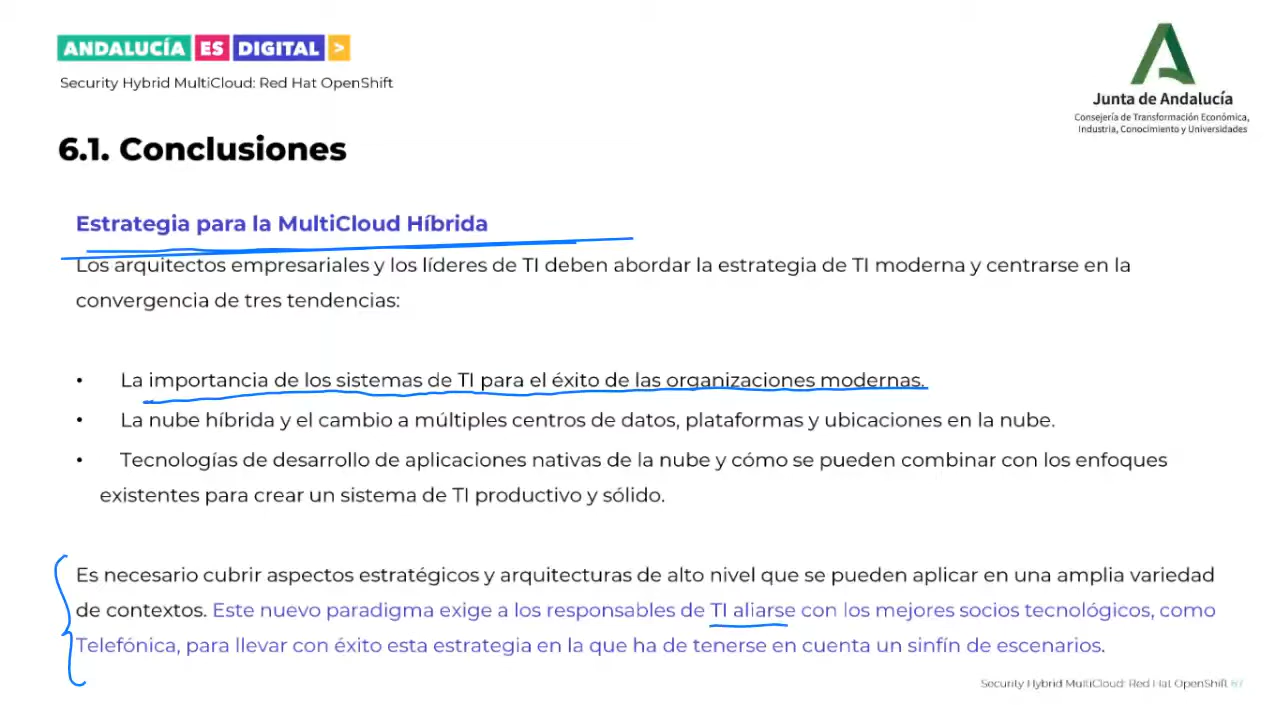 ANDALUCÍA ES DIGITAL >
Security Hybrid MultiCloud: Red Hat OpenShift
Junta de Andalucía
Consejería de Transformación Económica,
Industria, Conocimiento y Universidades
6.1. Conclusiones
Estrategia para la MultiCloud Híbrida
Los arquitectos empresariales y los líderes de TI deben abordar la estrategia de TI moderna y centrarse en la
convergencia de tres tendencias:
• La importancia de los sistemas de TI para el éxito de las organizaciones modernas.
• La nube híbrida y el cambio a múltiples centros de datos, plataformas y ubicaciones en la nube.
• Tecnologías de desarrollo de aplicaciones nativas de la nube y cómo se pueden combinar con los enfoques
existentes para crear un sistema de TI productivo y sólido.
Es necesario cubrir aspectos estratégicos y arquitecturas de alto nivel que se pueden aplicar en una amplia variedad
de contextos. Este nuevo paradigma exige a los responsables de TI aliarse con los mejores socios tecnológicos, como
Telefónica, para llevar con éxito esta estrategia en la que ha de tenerse en cuenta un sinfín de escenarios.
Security Hybrid MultiCloud: Red Hat OpenShift